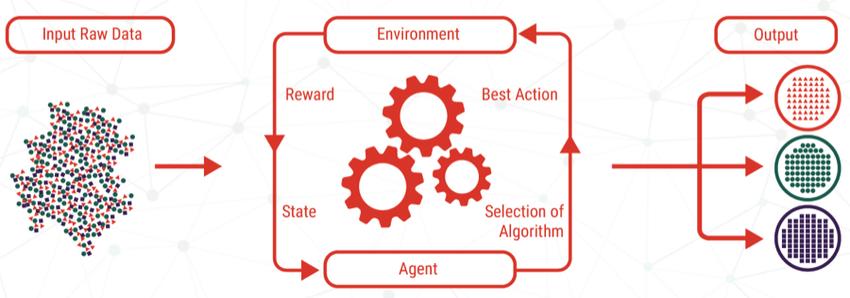 Input Raw Data
Environment
Output
Reward
Best Action
State
Selection of
Algorithm
Agent